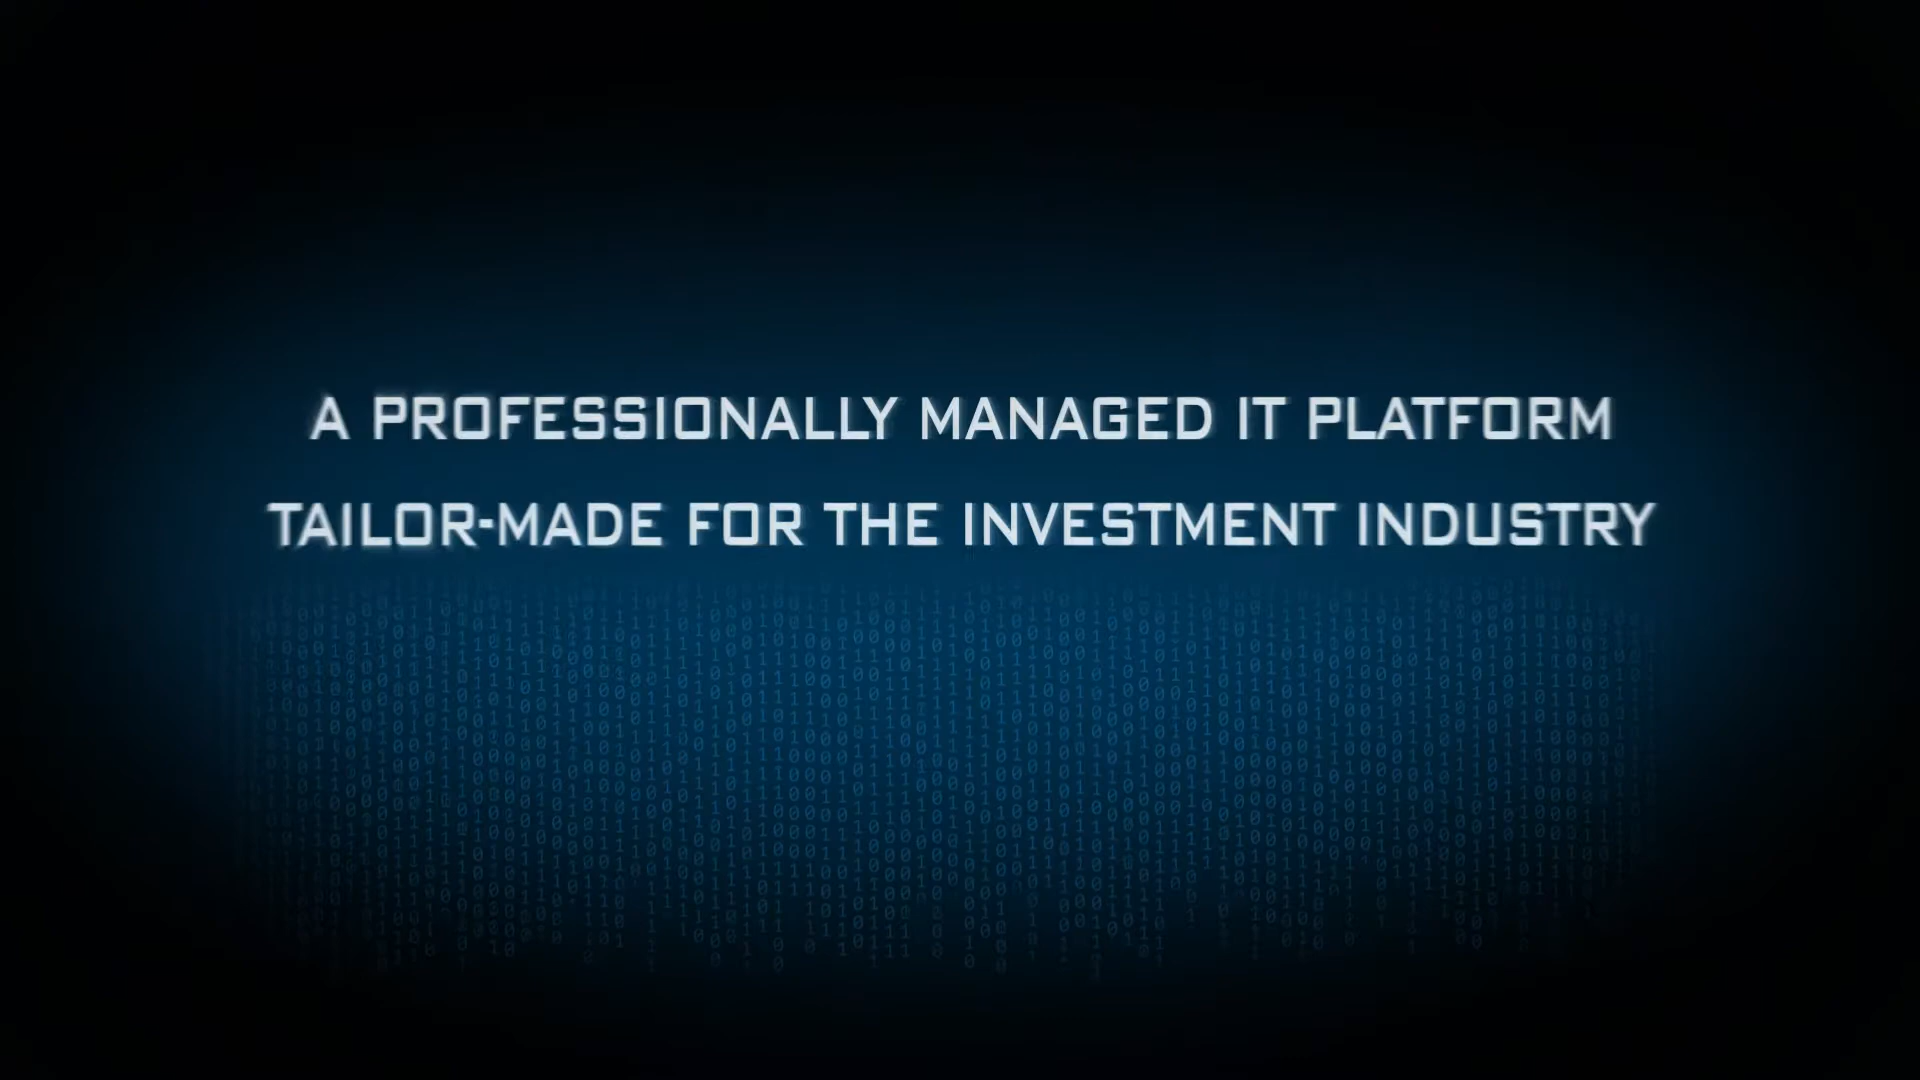 A PROFESSIONALLY MANAGED IT PLATFORM
TAILOR-MADE FOR THE INVESTMENT INDUSTRY